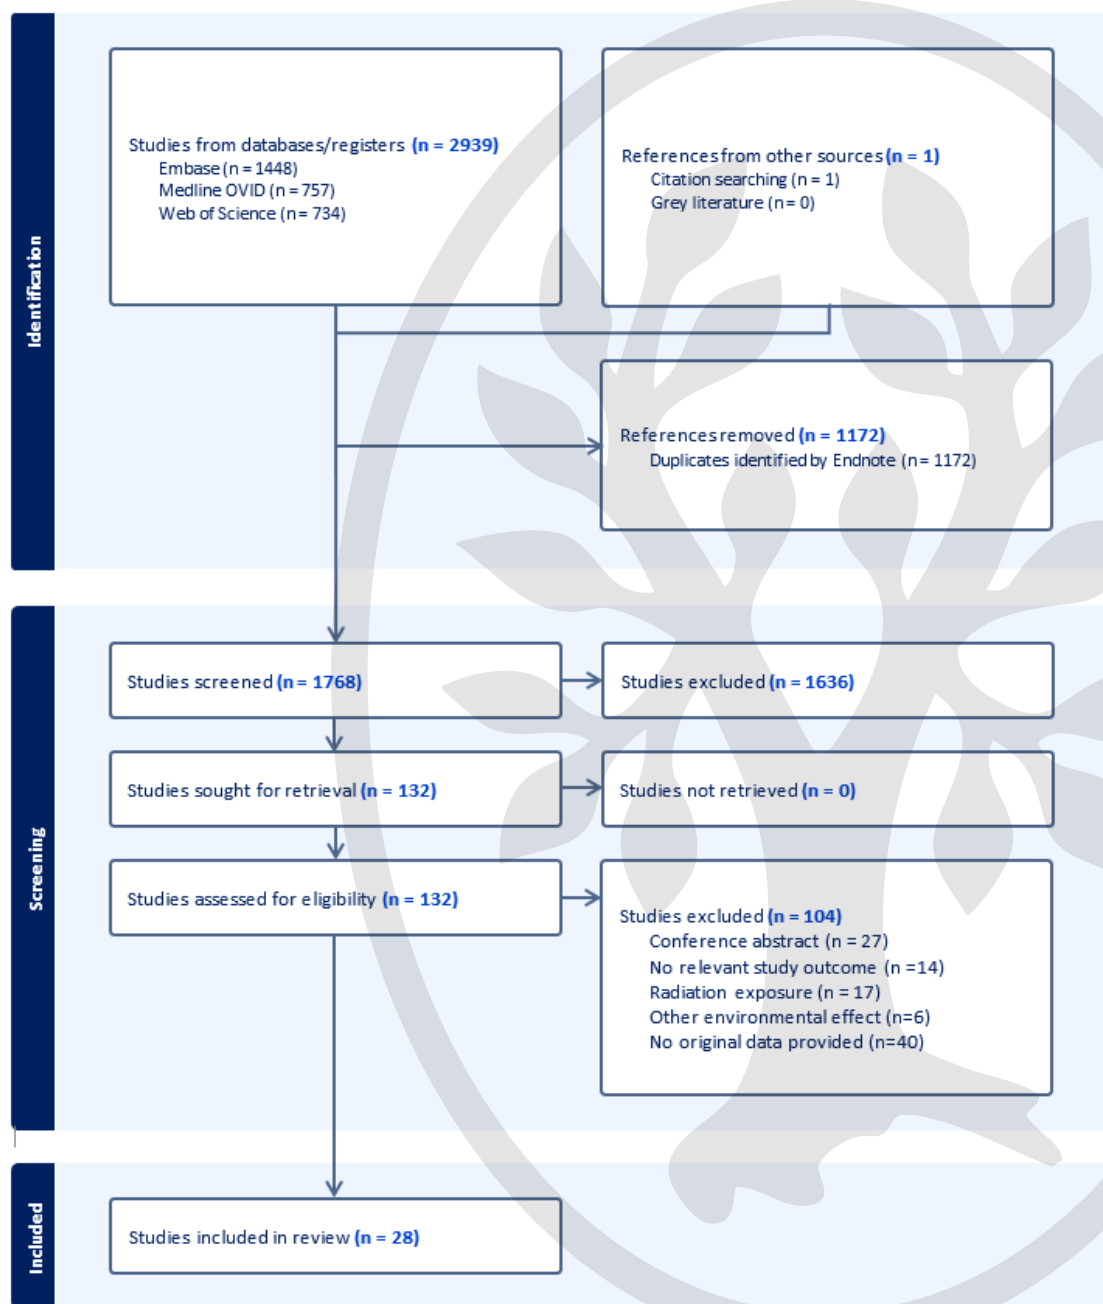 Identification
Studies from databases/registers (n = 2939)
Embase (n = 1448)
Medline OVID (n = 757)
Web of Science (n = 734)
References from other sources (n = 1)
Citation searching (n = 1)
Grey literature (n = 0)
References removed (n = 1172)
Duplicates identified by Endnote (n = 1172)
Screening
Studies screened (n = 1768)
Studies excluded (n = 1636)
Studies sought for retrieval (n = 132)
Studies not retrieved (n = 0)
Studies assessed for eligibility (n = 132)
Studies excluded (n = 104)
Conference abstract (n = 27)
No relevant study outcome (n =14)
Radiation exposure (n = 17)
Other environmental effect (n=6)
No original data provided (n=40)
Included
Studies included in review (n = 28)